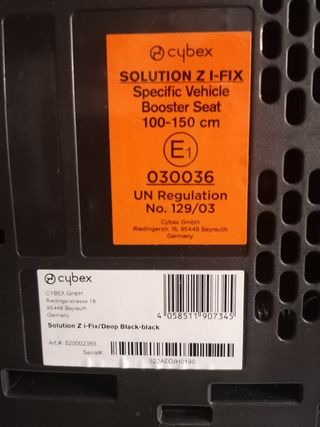 cybex
SOLUTION Z I-FIX
Specific Vehicle
Booster Seat
100-150 cm
E1
030036
UN Regulation
No. 129/03
Cybex GmbH
Riedingerstr. 18, 95448 Bayreuth
Germany
cybex
CYBEX GmbH
Riedingerstrasse 18
95448 Bayreuth
Germany
4 058511 907345
Solution Z i-Fix/Deep Black-black
Art.#: 520002389
Serial#: